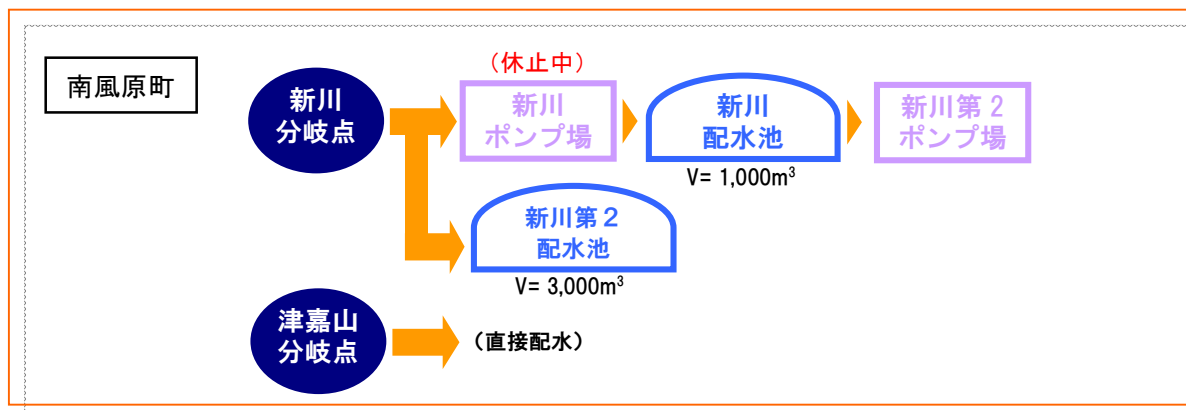 南風原町
新川
分岐点
（休止中）
新川
ポンプ場
新川
配水池
V= 1,000m³
新川第２
ポンプ場
新川第２
配水池
V= 3,000m³
津嘉山
分岐点
（直接配水）